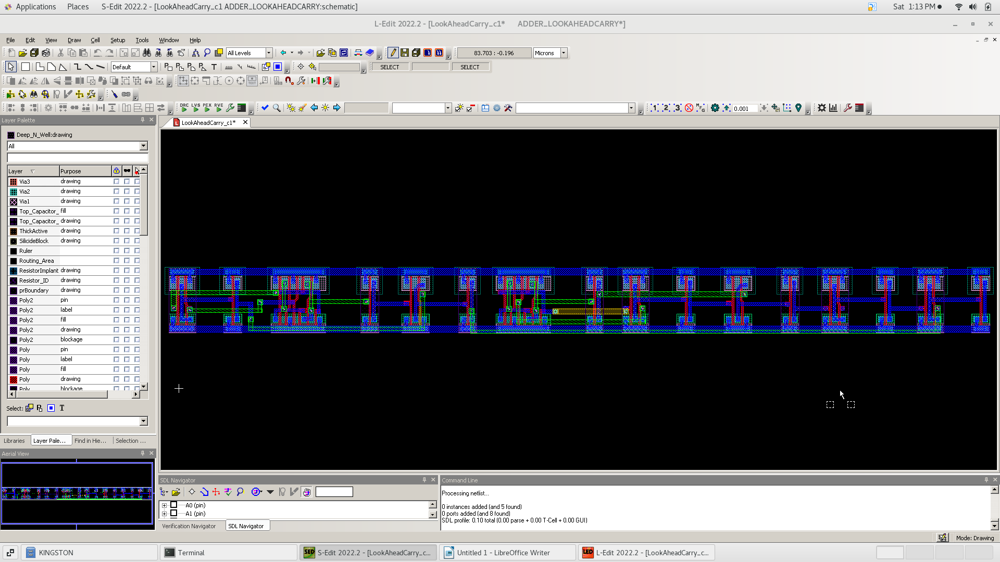 Applications Places S-Edit 2022.2 - [LookAheadCarry_c1 ADDER_LOOKAHEADCARRY:schematic] Sat 1:13 PM
L-Edit 2022.2 - [LookAheadCarry_c1* ADDER_LOOKAHEADCARRY*]
File Edit View Draw Cell Setup Tools Window Help
All Levels 83.703 : -0.196 Microns
Default SELECT SELECT
TEXT
DRC LVS PEX RVE 0.001
Layer Palette
LookAheadCarry_c1*
Deep_N_Well:drawing
All
Layer Purpose
Via3 drawing
Via2 drawing
Via1 drawing
Top_Capacitor_ fill
Top_Capacitor_ drawing
ThickActive drawing
SilicideBlock drawing
Ruler
Routing_Area
ResistorImplant drawing
Resistor_ID drawing
prBoundary drawing
Poly2 pin
Poly2 label
Poly2 fill
Poly2 drawing
Poly2 blockage
Poly pin
Poly label
Poly fill
Poly drawing
Poly blockage
Select:
Libraries Layer Pale... Find in Hie... Selection ...
Aerial View
SDL Navigator
A0 (pin)
A1 (pin)
Verification Navigator SDL Navigator
Command Line
Processing netlist...
0 instances added (and 5 found)
0 ports added (and 8 found)
SDL profile: 0.10 total (0.00 parse + 0.00 T-Cell + 0.00 GUI)
Mode: Drawing
KINGSTON Terminal SED S-Edit 2022.2 - [LookAheadCarry_c... Untitled 1 - LibreOffice Writer LED L-Edit 2022.2 - [LookAheadCarry_c...